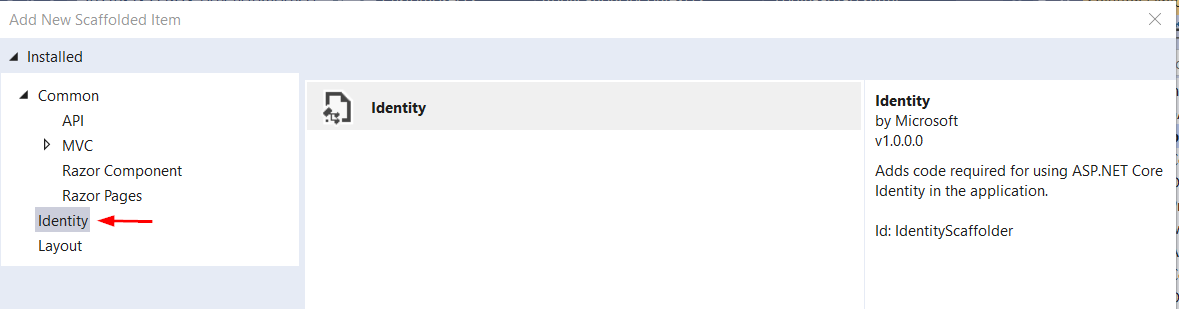 Add New Scaffolded Item
Installed
Common
API
MVC
Razor Component
Razor Pages
Identity
Layout
Identity
Identity
by Microsoft
v1.0.0.0
Adds code required for using ASP.NET Core
Identity in the application.
Id: IdentityScaffolder